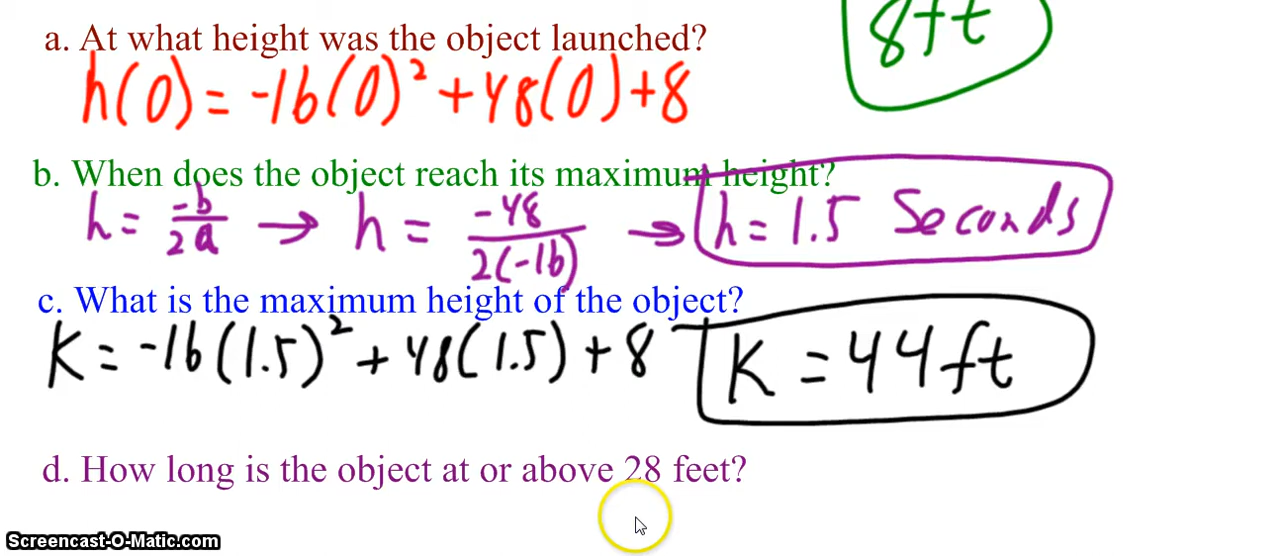 8ft
a. At what height was the object launched?
h(0) = -16(0)² + 48(0) + 8
b. When does the object reach its maximum height?
h = -b/2a → h = -48/2(-16) → h = 1.5 Seconds
c. What is the maximum height of the object?
K = -16(1.5)² + 48(1.5) + 8 K = 44ft
d. How long is the object at or above 28 feet?
Screencast-O-Matic.com